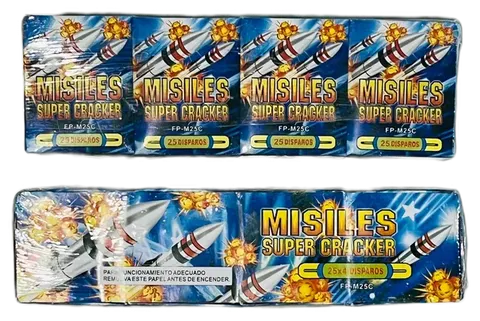 MISILES
SUPER CRACKER
FP-M25C
25 DISPAROS
MISILES
SUPER CRACKER
FP-M25C
25 DISPAROS
MISILES
SUPER CRACKER
FP-M25C
25 DISPAROS
MISILES
SUPER CRACKER
FP-M25C
25 DISPAROS
MISILES
SUPER CRACKER
25x4 DISPAROS
FP-M25C
PARA FUNCIONAMIENTO ADECUADO
REMUEVA ESTE PAPEL ANTES DE ENCENDER.